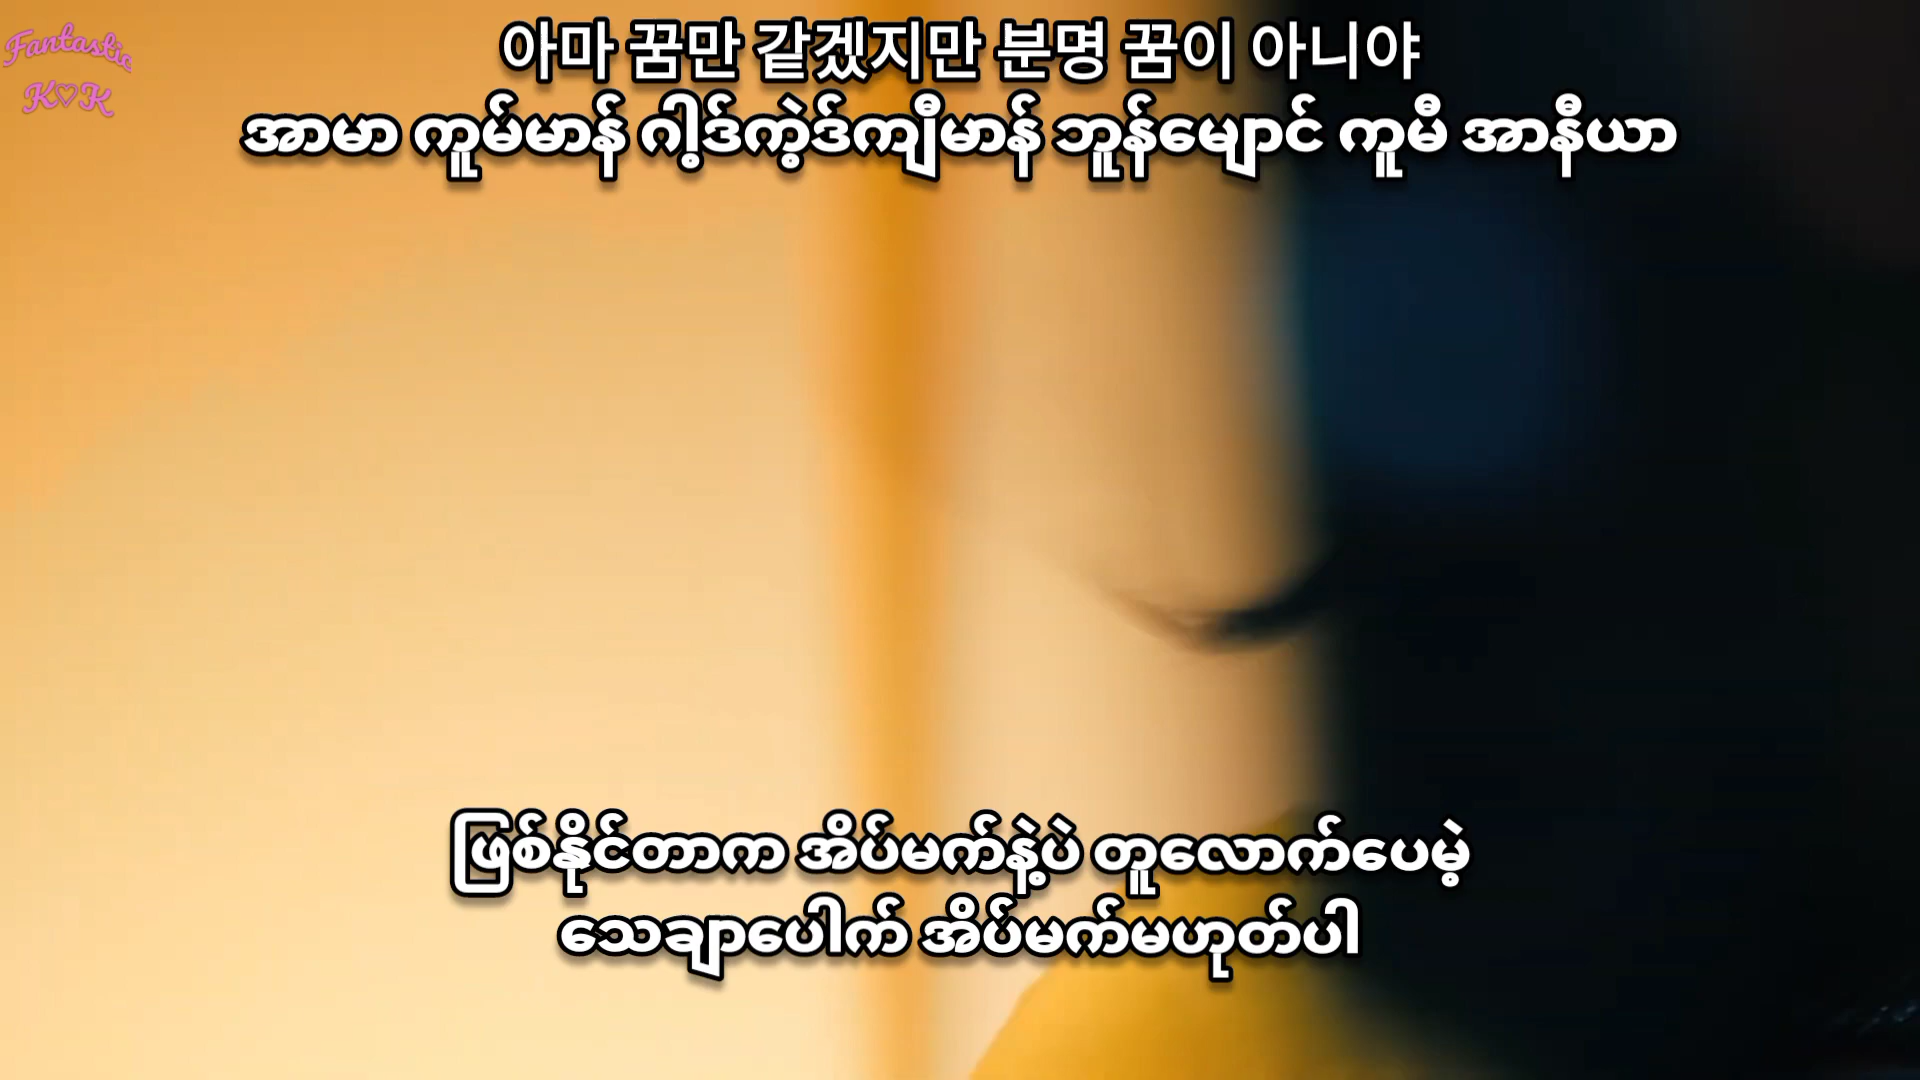 Fantastic
K♡K
아마 꿈만 같겠지만 분명 꿈이 아니야
အာမာ ကူမ်မာန် ဂါ့ဒ်ကဲ့ဒ်ကျီမာန် ဘူန်မျောင် ကူမီ အာနီယာ
ဖြစ်နိုင်တာက အိပ်မက်နဲ့ပဲ တူလောက်ပေမဲ့
သေချာပေါက် အိပ်မက်မဟုတ်ပါ